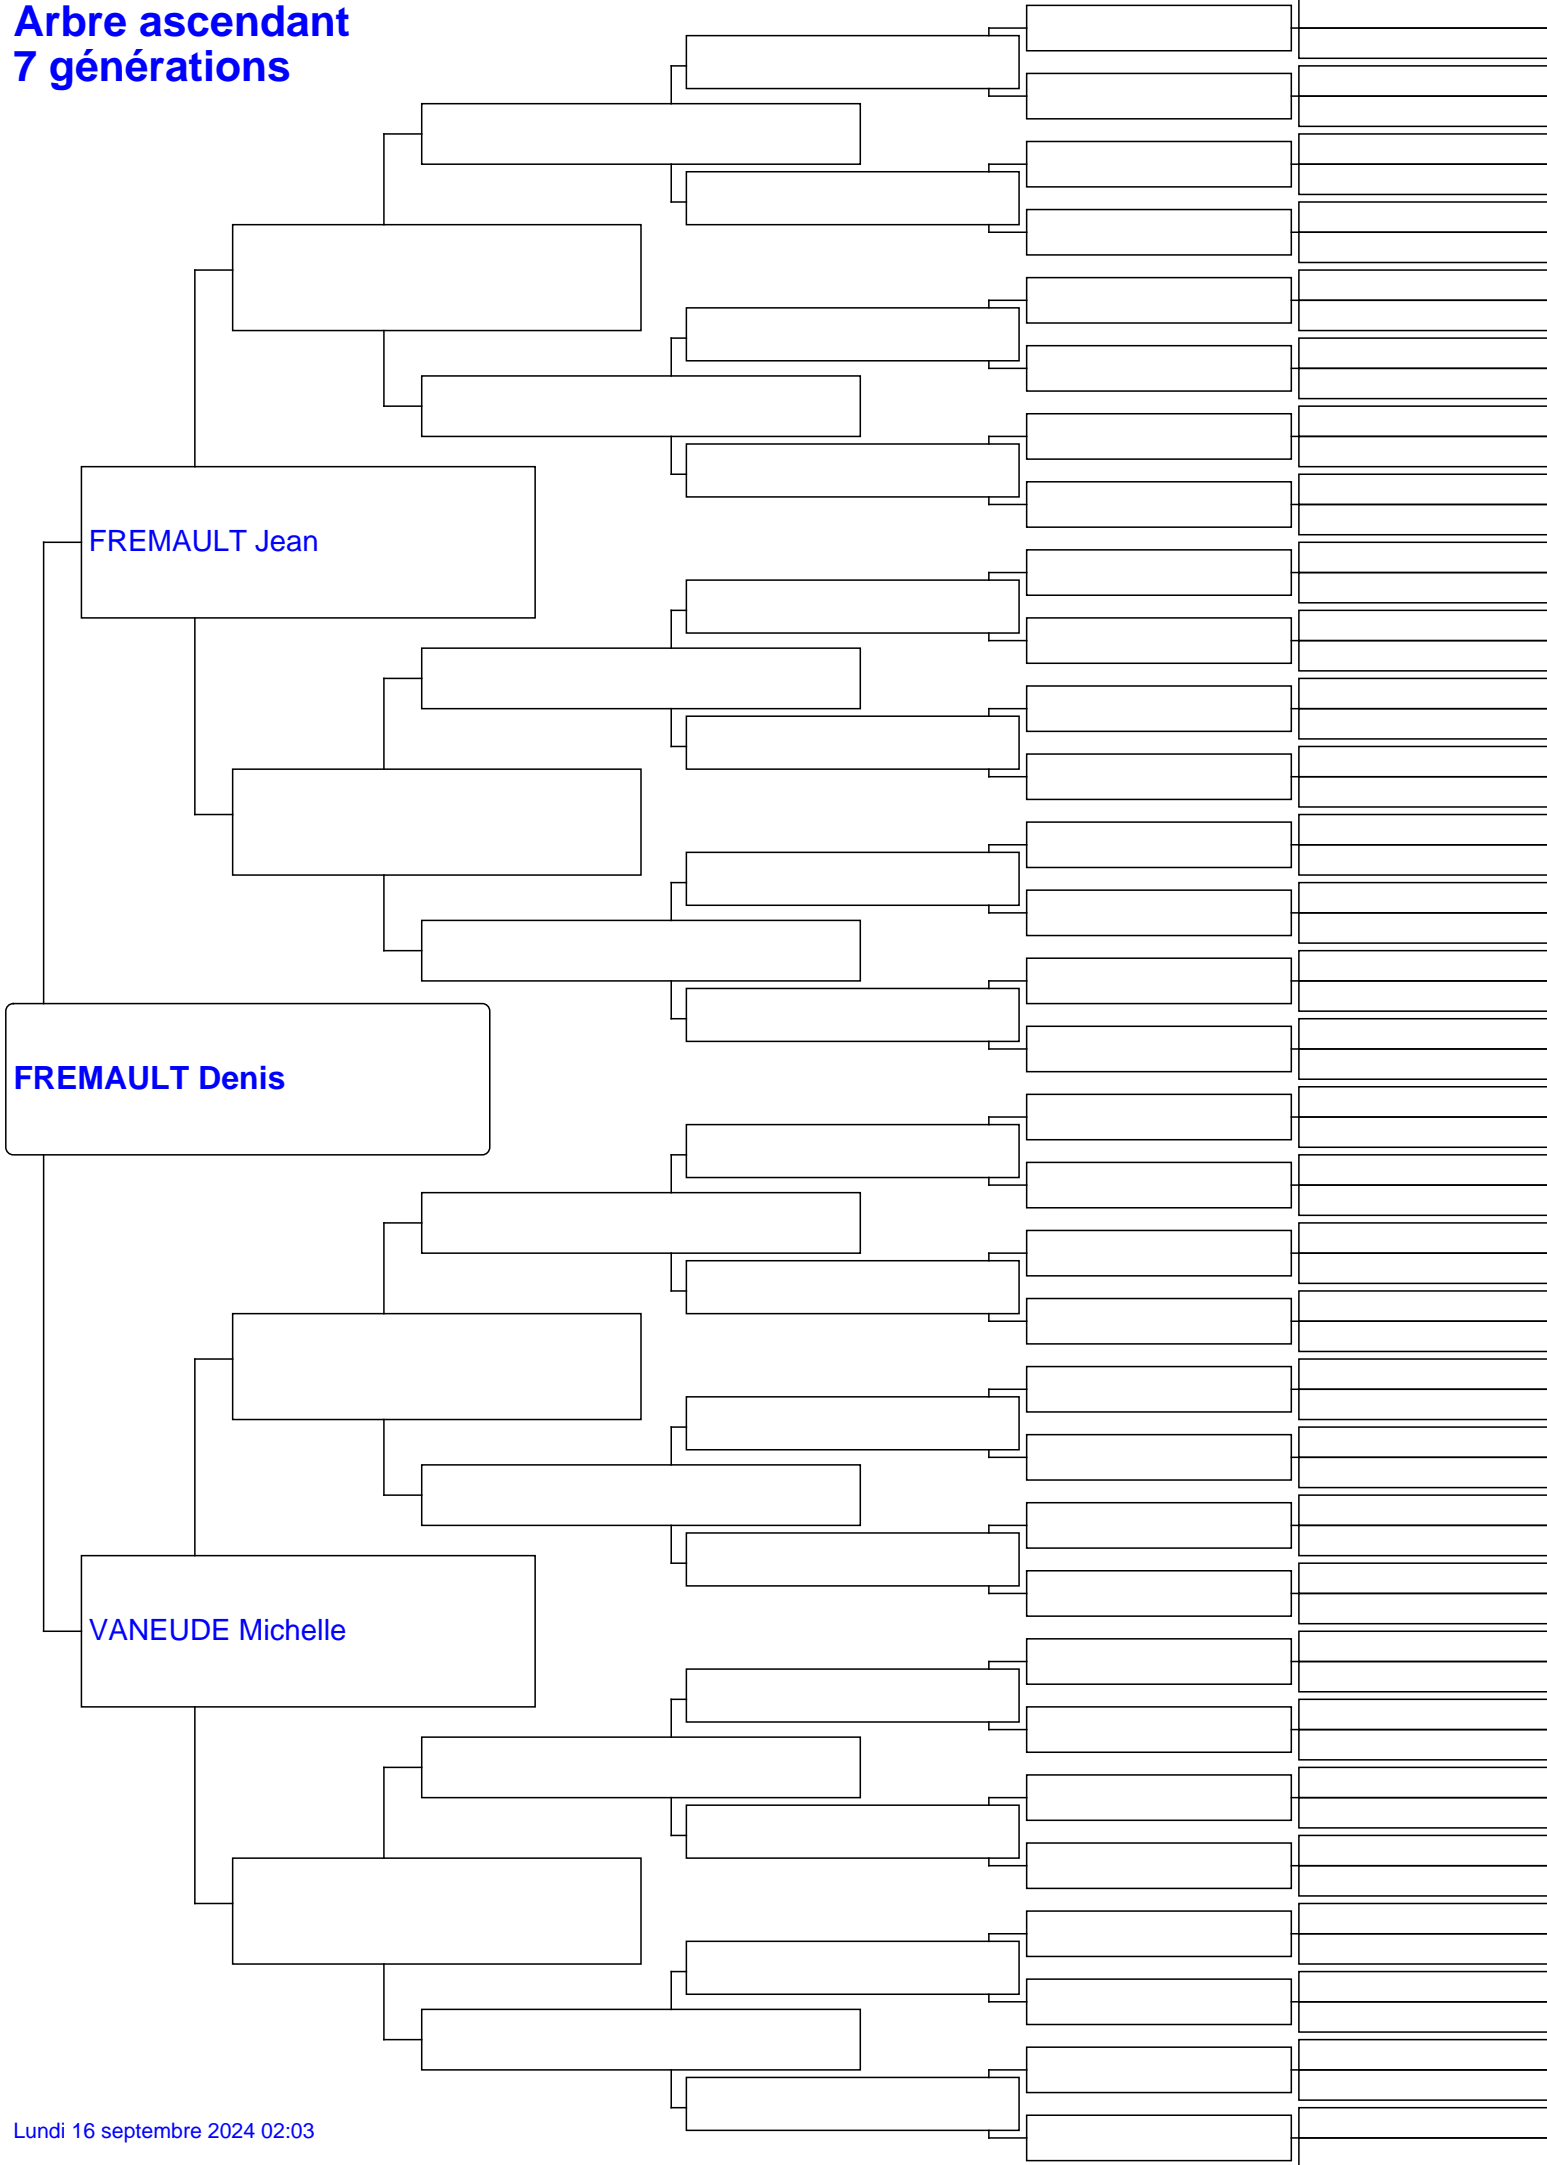 Arbre ascendant
7 générations
FREMAULT Jean
FREMAULT Denis
VANEUDE Michelle
Lundi 16 septembre 2024 02:03